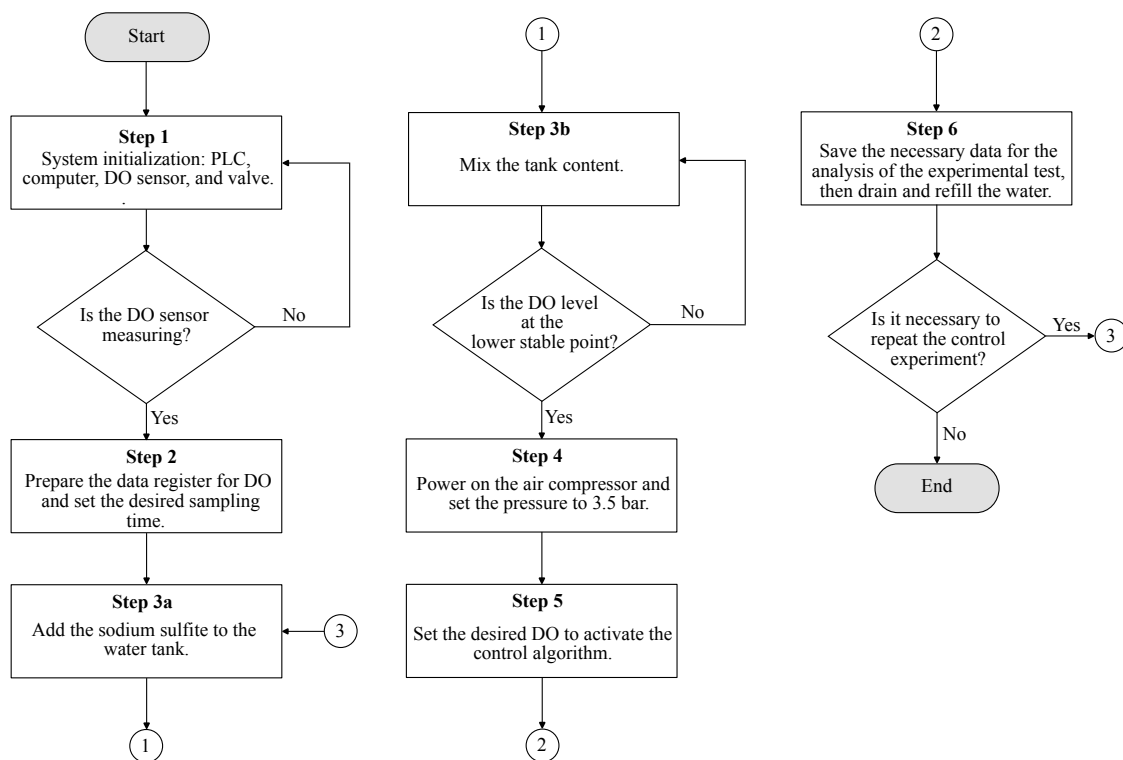 Start
Step 1
System initialization: PLC,
computer, DO sensor, and valve.
.
Is the DO sensor
measuring?
No
Yes
Step 2
Prepare the data register for DO
and set the desired sampling
time.
Step 3a
Add the sodium sulfite to the
water tank.
3
1
1
Step 3b
Mix the tank content.
Is the DO level
at the
lower stable point?
No
Yes
Step 4
Power on the air compressor and
set the pressure to 3.5 bar.
Step 5
Set the desired DO to activate the
control algorithm.
2
2
Step 6
Save the necessary data for the
analysis of the experimental test,
then drain and refill the water.
Is it necessary to
repeat the control
experiment?
Yes
3
No
End